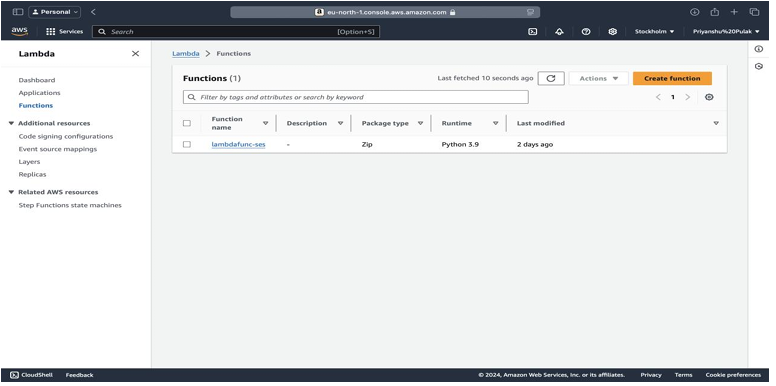 Personal
eu-north-1.console.aws.amazon.com
aws Services Search [Option+S] Stockholm Priyanshu%20Pulak
Lambda
Dashboard
Applications
Functions
Additional resources
Code signing configurations
Event source mappings
Layers
Replicas
Related AWS resources
Step Functions state machines
Lambda > Functions
Functions (1) Last fetched 10 seconds ago Actions Create function
Filter by tags and attributes or search by keyword 1
Function name Description Package type Runtime Last modified
lambdafunc-ses - Zip Python 3.9 2 days ago
CloudShell Feedback © 2024, Amazon Web Services, Inc. or its affiliates. Privacy Terms Cookie preferences